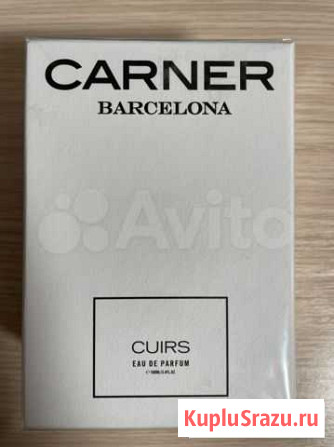 CARNER
BARCELONA
Avito
CUIRS
EAU DE PARFUM
KupluSrazu.ru